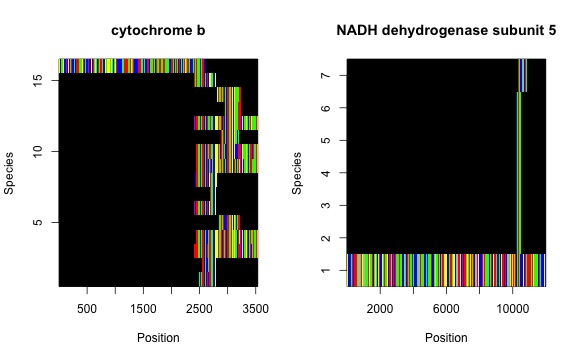 cytochrome b
Species
5
10
15
500
1500
2500
3500
Position
NADH dehydrogenase subunit 5
Species
1
2
3
4
5
6
7
2000
6000
10000
Position